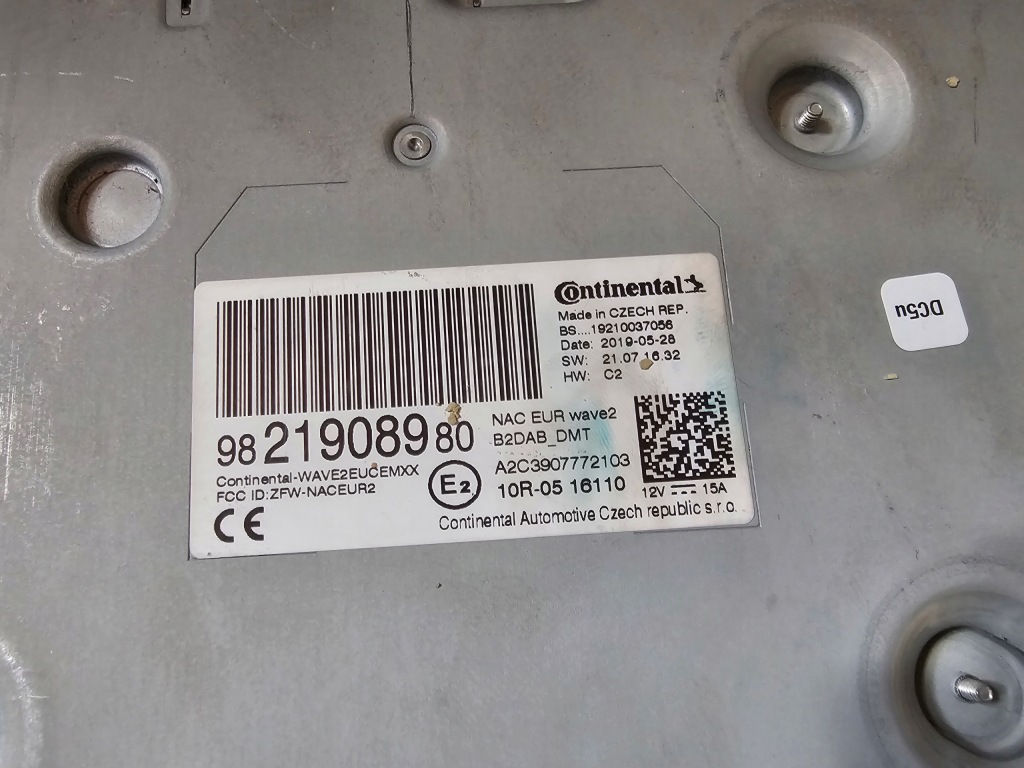 Continental
Made in CZECH REP.
BS....19210037056
Date: 2019-05-28
SW: 21.07.16.32
HW: C2
98 219089 80
NAC EUR wave2
B2DAB_DMT
Continental-WAVE2EUCEMXX
FCC ID:ZFW-NACEUR2
CE
E2
A2C3907772103
10R-05 16110
12V 15A
Continental Automotive Czech republic s.r.o.
DC5u